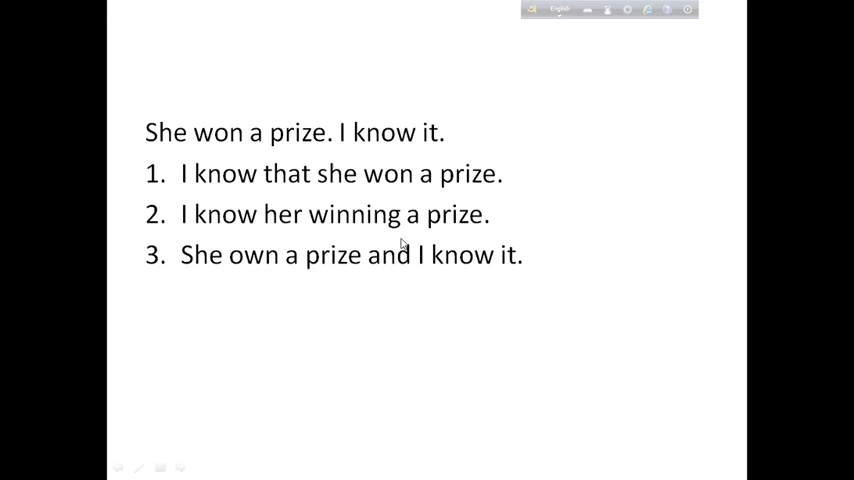 English
She won a prize. I know it.
1. I know that she won a prize.
2. I know her winning a prize.
3. She own a prize and I know it.